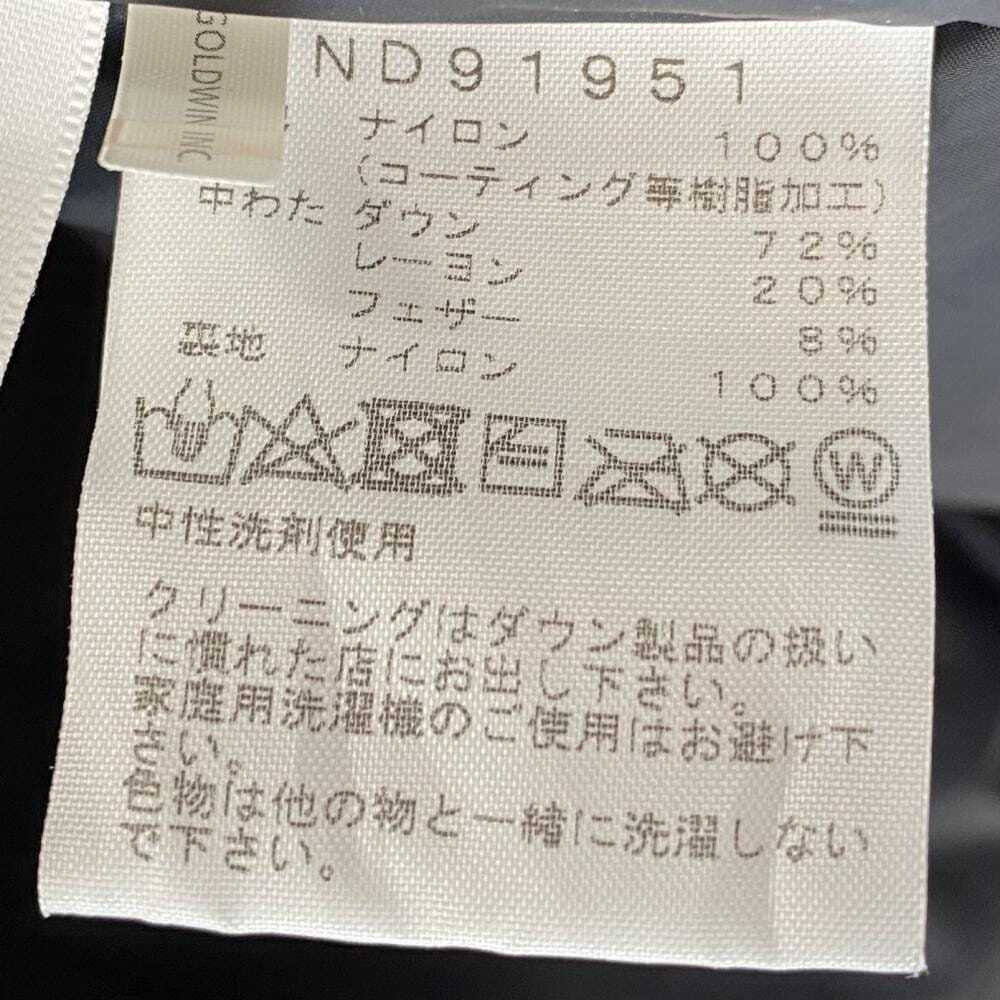 GOLDWIN INC
ND91951
ナイロン 100%
(コーティング等樹脂加工)
中わた ダウン 72%
レーヨン 20%
フェザー 8%
裏地 ナイロン 100%
W
中性洗剤使用
クリーニングはダウン製品の扱い
に慣れた店にお出し下さい。
家庭用洗濯機のご使用はお避け下
さい。
色物は他の物と一緒に洗濯しない
で下さい。